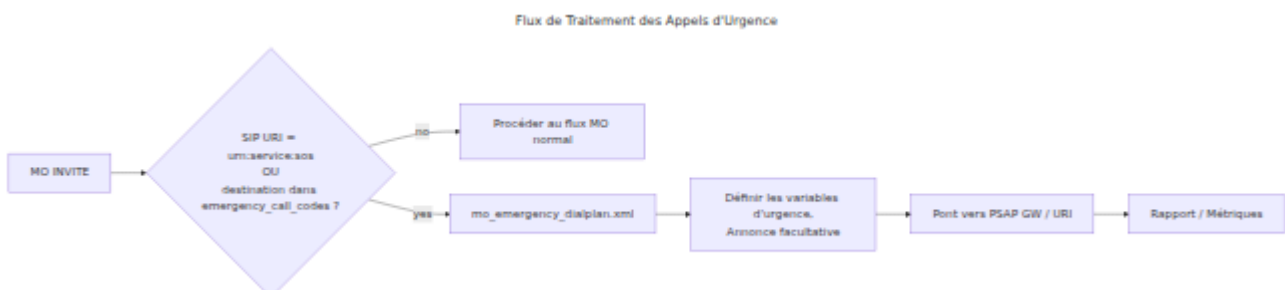 Flux de Traitement des Appels d'Urgence
MO INVITE
SIP URI =
urn:service:sos
OU
destination dans
emergency_call_codes ?
no
Procéder au flux MO
normal
yes
mo_emergency_dialplan.xml
Définir les variables
d'urgence.
Annonce facultative
Pont vers PSAP GW / URI
Rapport / Métriques